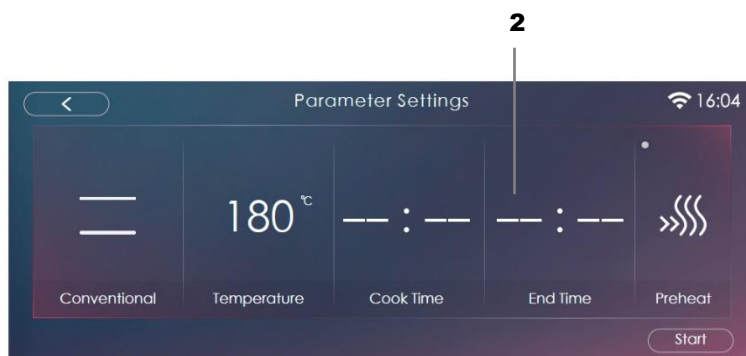 2
Parameter Settings
16:04
180 °C
-- : --
-- : --
Conventional
Temperature
Cook Time
End Time
Preheat
Start